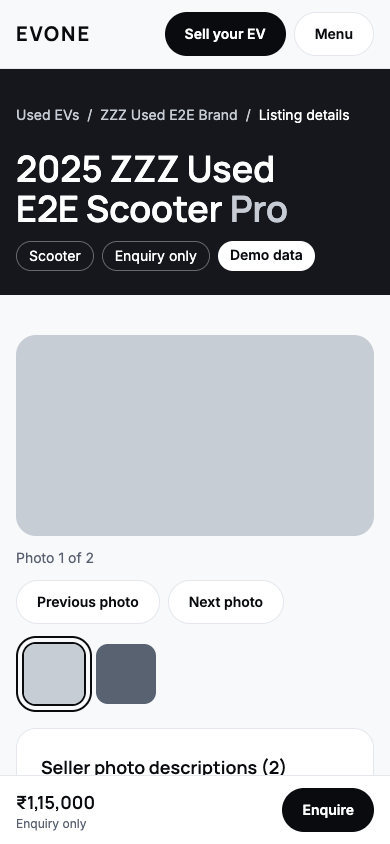 EVONE
Sell your EV
Menu
Used EVs / ZZZ Used E2E Brand / Listing details
2025 ZZZ Used
E2E Scooter Pro
Scooter
Enquiry only
Demo data
Photo 1 of 2
Previous photo
Next photo
Seller photo descriptions (2)
₹1,15,000
Enquiry only
Enquire